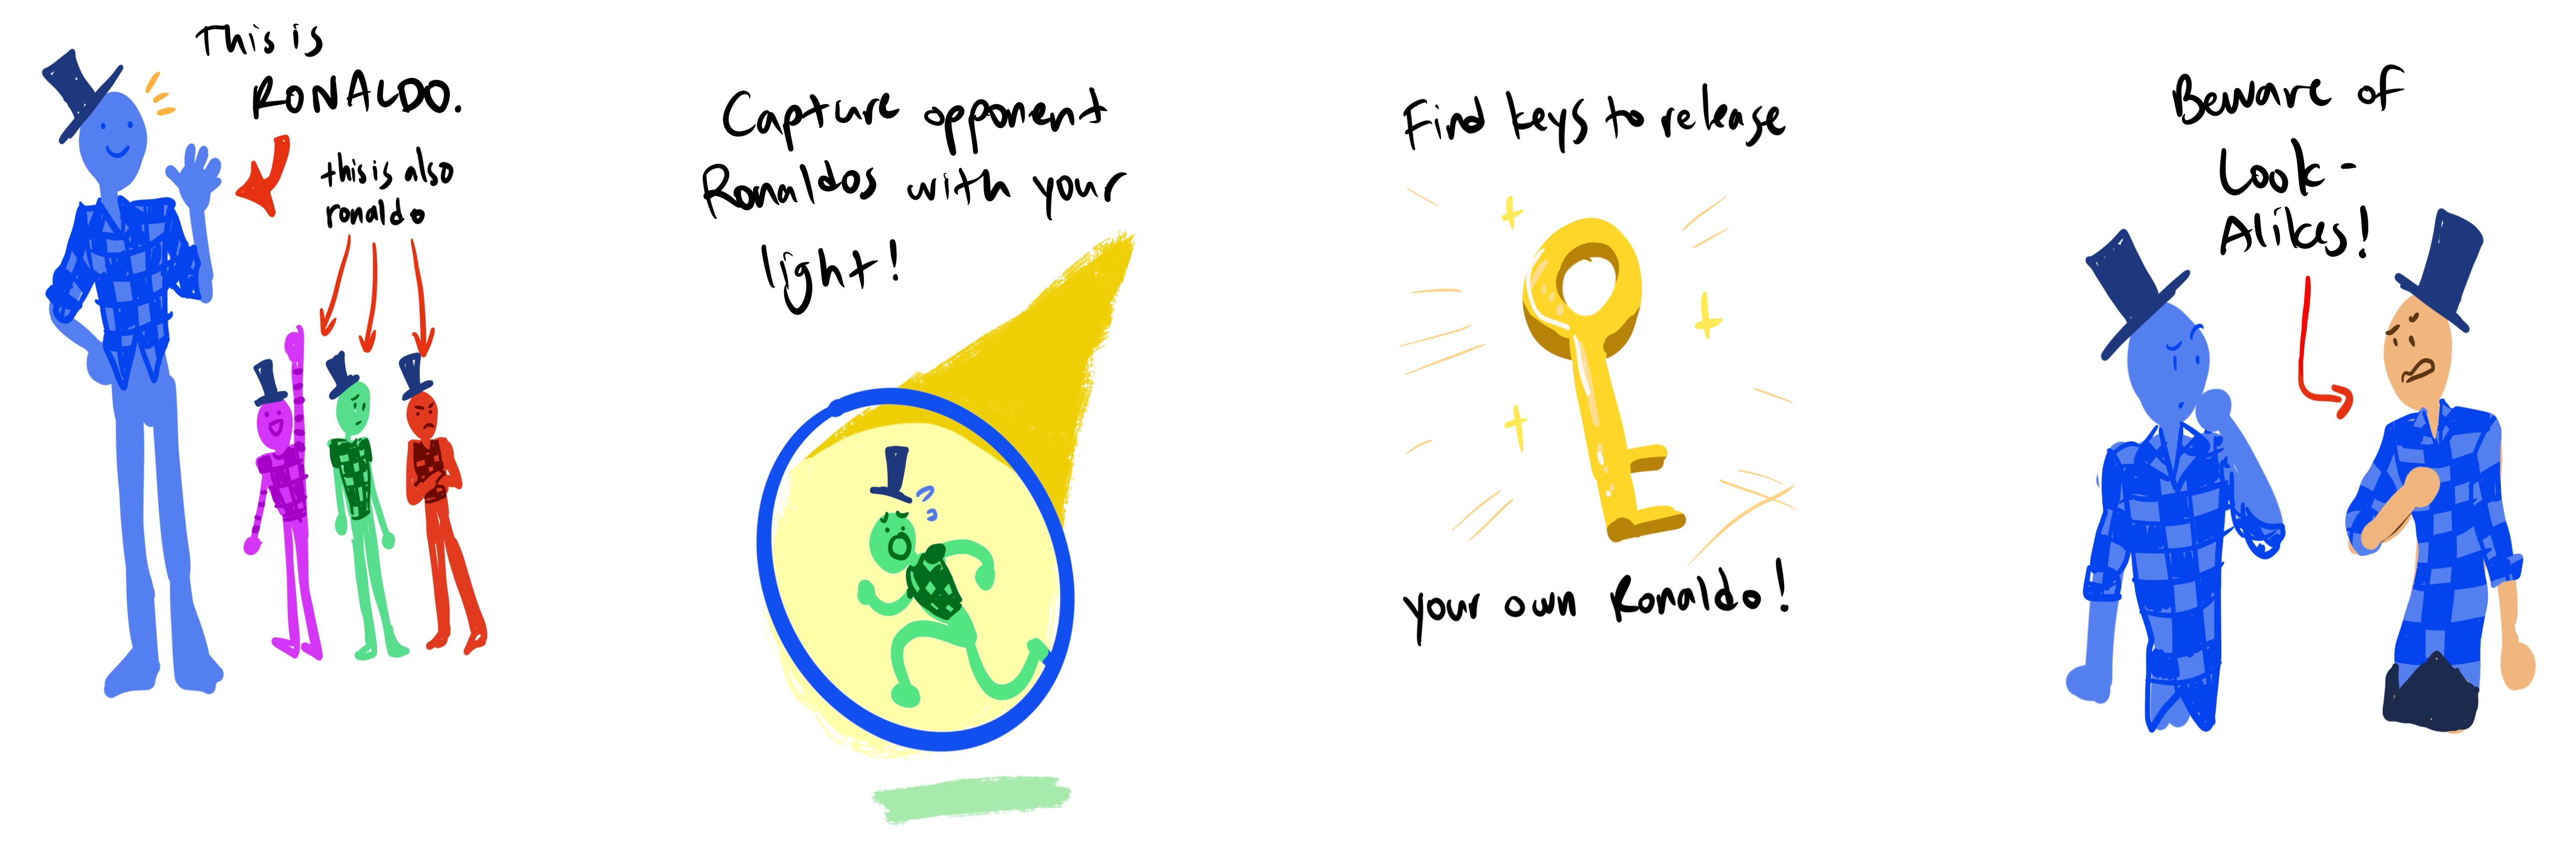 This is
RONALDO.
this is also
ronaldo
Capture opponent
Ronaldos with your
light!
Find keys to release
your own Ronaldo!
Beware of
Look-
Alikes!